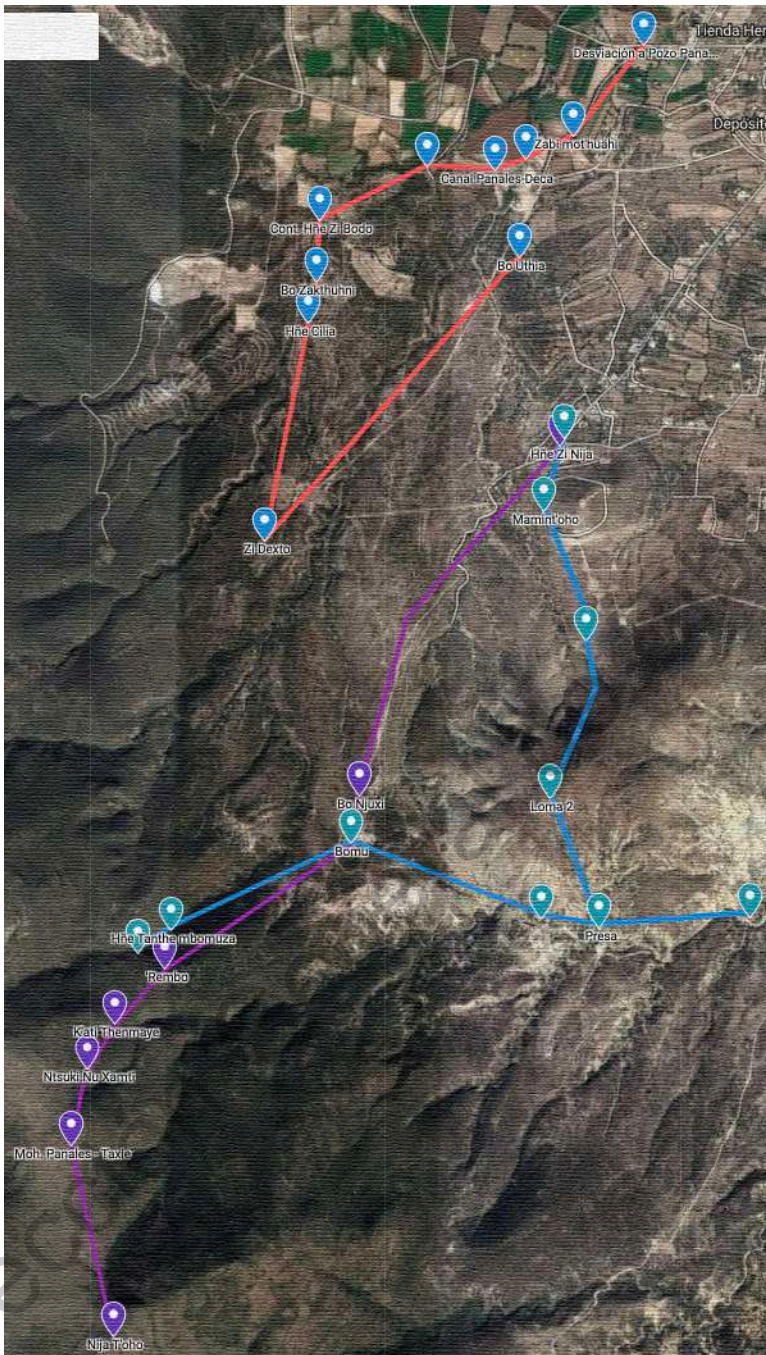 Tienda Her
Desviación a Pozo Pana...
Depósit
Zabi mot huähi
Canal Panales-Deca
Cont. Hñe Zi Bodo
Bo Uthia
Bo Zakthuhni
Hñe Cilia
Hñe Zi Nija
Mamint'oho
Zi Dexto
Bo Njuxi
Loma 2
Bomu
Hñe Tanthe mbomuza
Presa
'Rembo
Kati Thenmaye
Ntsuki Nu Xamti
Moh. Panales - Taxie
Nija T'oho